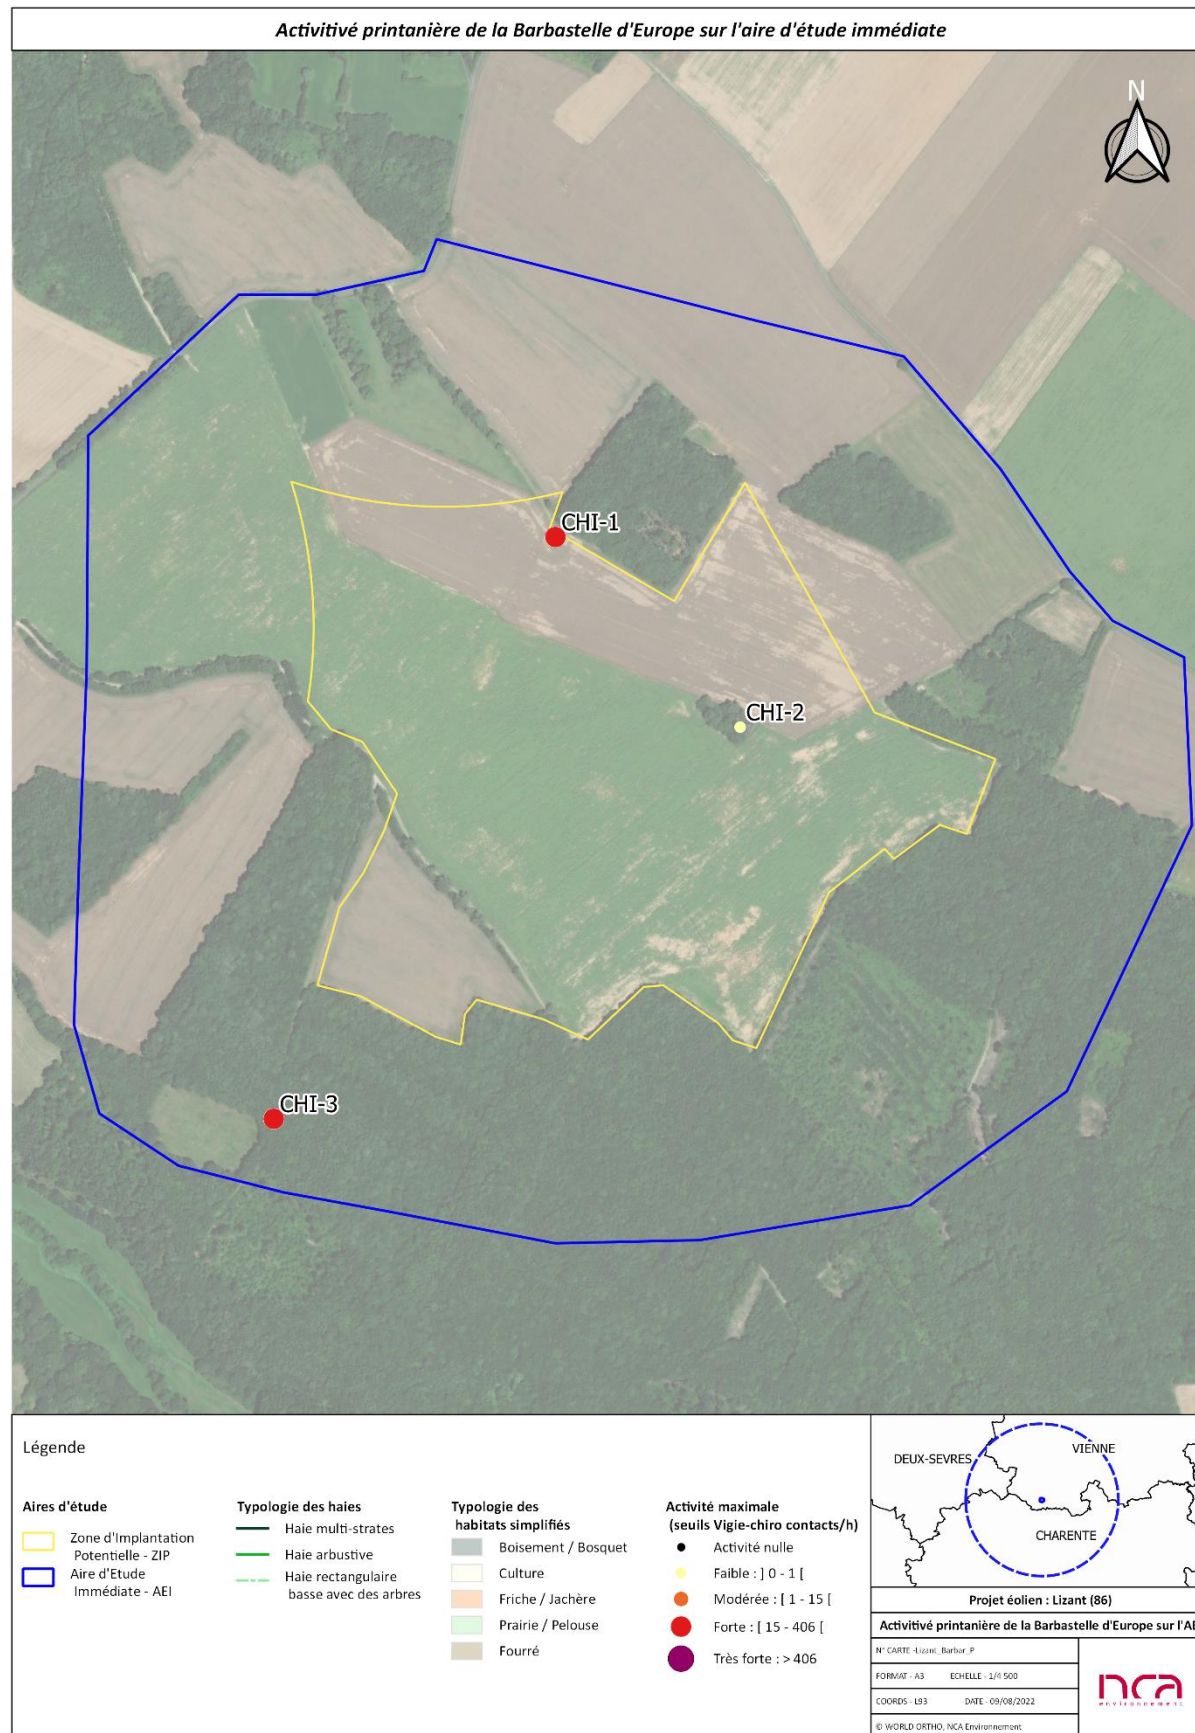 Activitivé printanière de la Barbastelle d'Europe sur l'aire d'étude immédiate
N
CHI-1
CHI-2
CHI-3
Légende
Aires d'étude
Zone d'Implantation
Potentielle - ZIP
Aire d'Etude
Immédiate - AEI
Typologie des haies
Haie multi-strates
Haie arbustive
Haie rectangulaire
basse avec des arbres
Typologie des
habitats simplifiés
Boisement / Bosquet
Culture
Friche / Jachère
Prairie / Pelouse
Fourré
Activité maximale
(seuils Vigie-chiro contacts/h)
Activité nulle
Faible : ] 0 - 1 [
Modérée : [ 1 - 15 [
Forte : [ 15 - 406 [
Très forte : > 406
DEUX-SEVRES
VIENNE
CHARENTE
Projet éolien : Lizant (86)
Activitivé printanière de la Barbastelle d'Europe sur l'AE
N° CARTE -Lizant_Barbar_P
FORMAT - A3 ECHELLE - 1/4 500
COORDS - L93 DATE - 09/08/2022
© WORLD ORTHO, NCA Environnement
nca
environnement